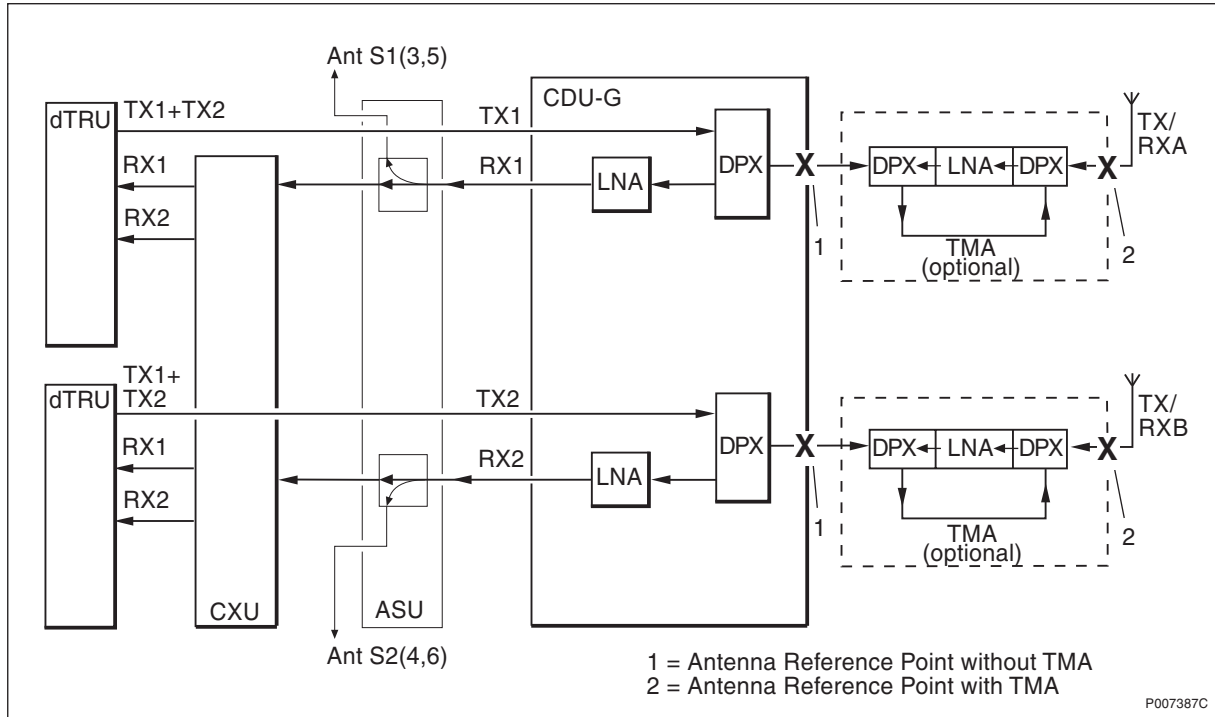 Ant S1(3,5)
dTRU
TX1+TX2
RX1
RX2
TX1
RX1
CDU-G
LNA
DPX
1
DPX
LNA
DPX
TMA
(optional)
2
TX/
RXA
dTRU
TX1+
TX2
RX1
RX2
TX2
RX2
LNA
DPX
1
DPX
LNA
DPX
TMA
(optional)
2
TX/
RXB
CXU
ASU
Ant S2(4,6)
X
X
X
X
1 = Antenna Reference Point without TMA
2 = Antenna Reference Point with TMA
P007387C